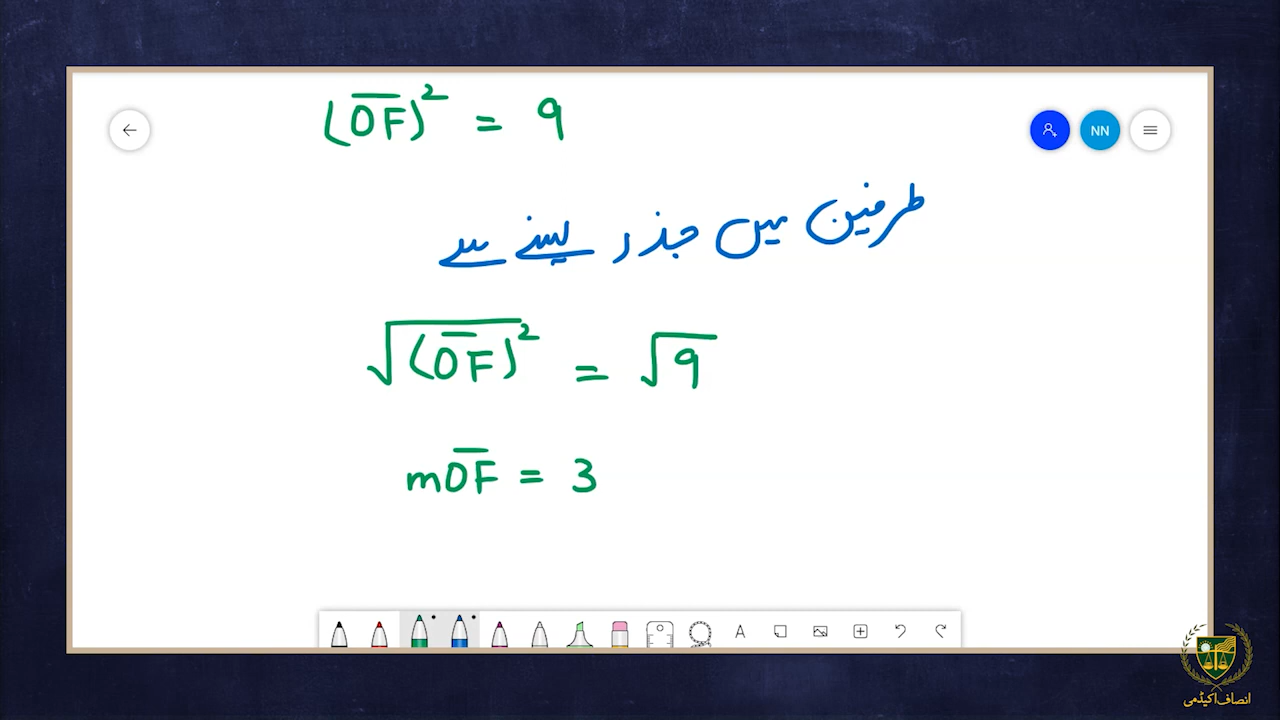 (OF̅)² = 9
NN
طرفین میں جذر لینے سے
√(OF̅)² = √9
mOF̅ = 3
A
انصاف اکیڈمی